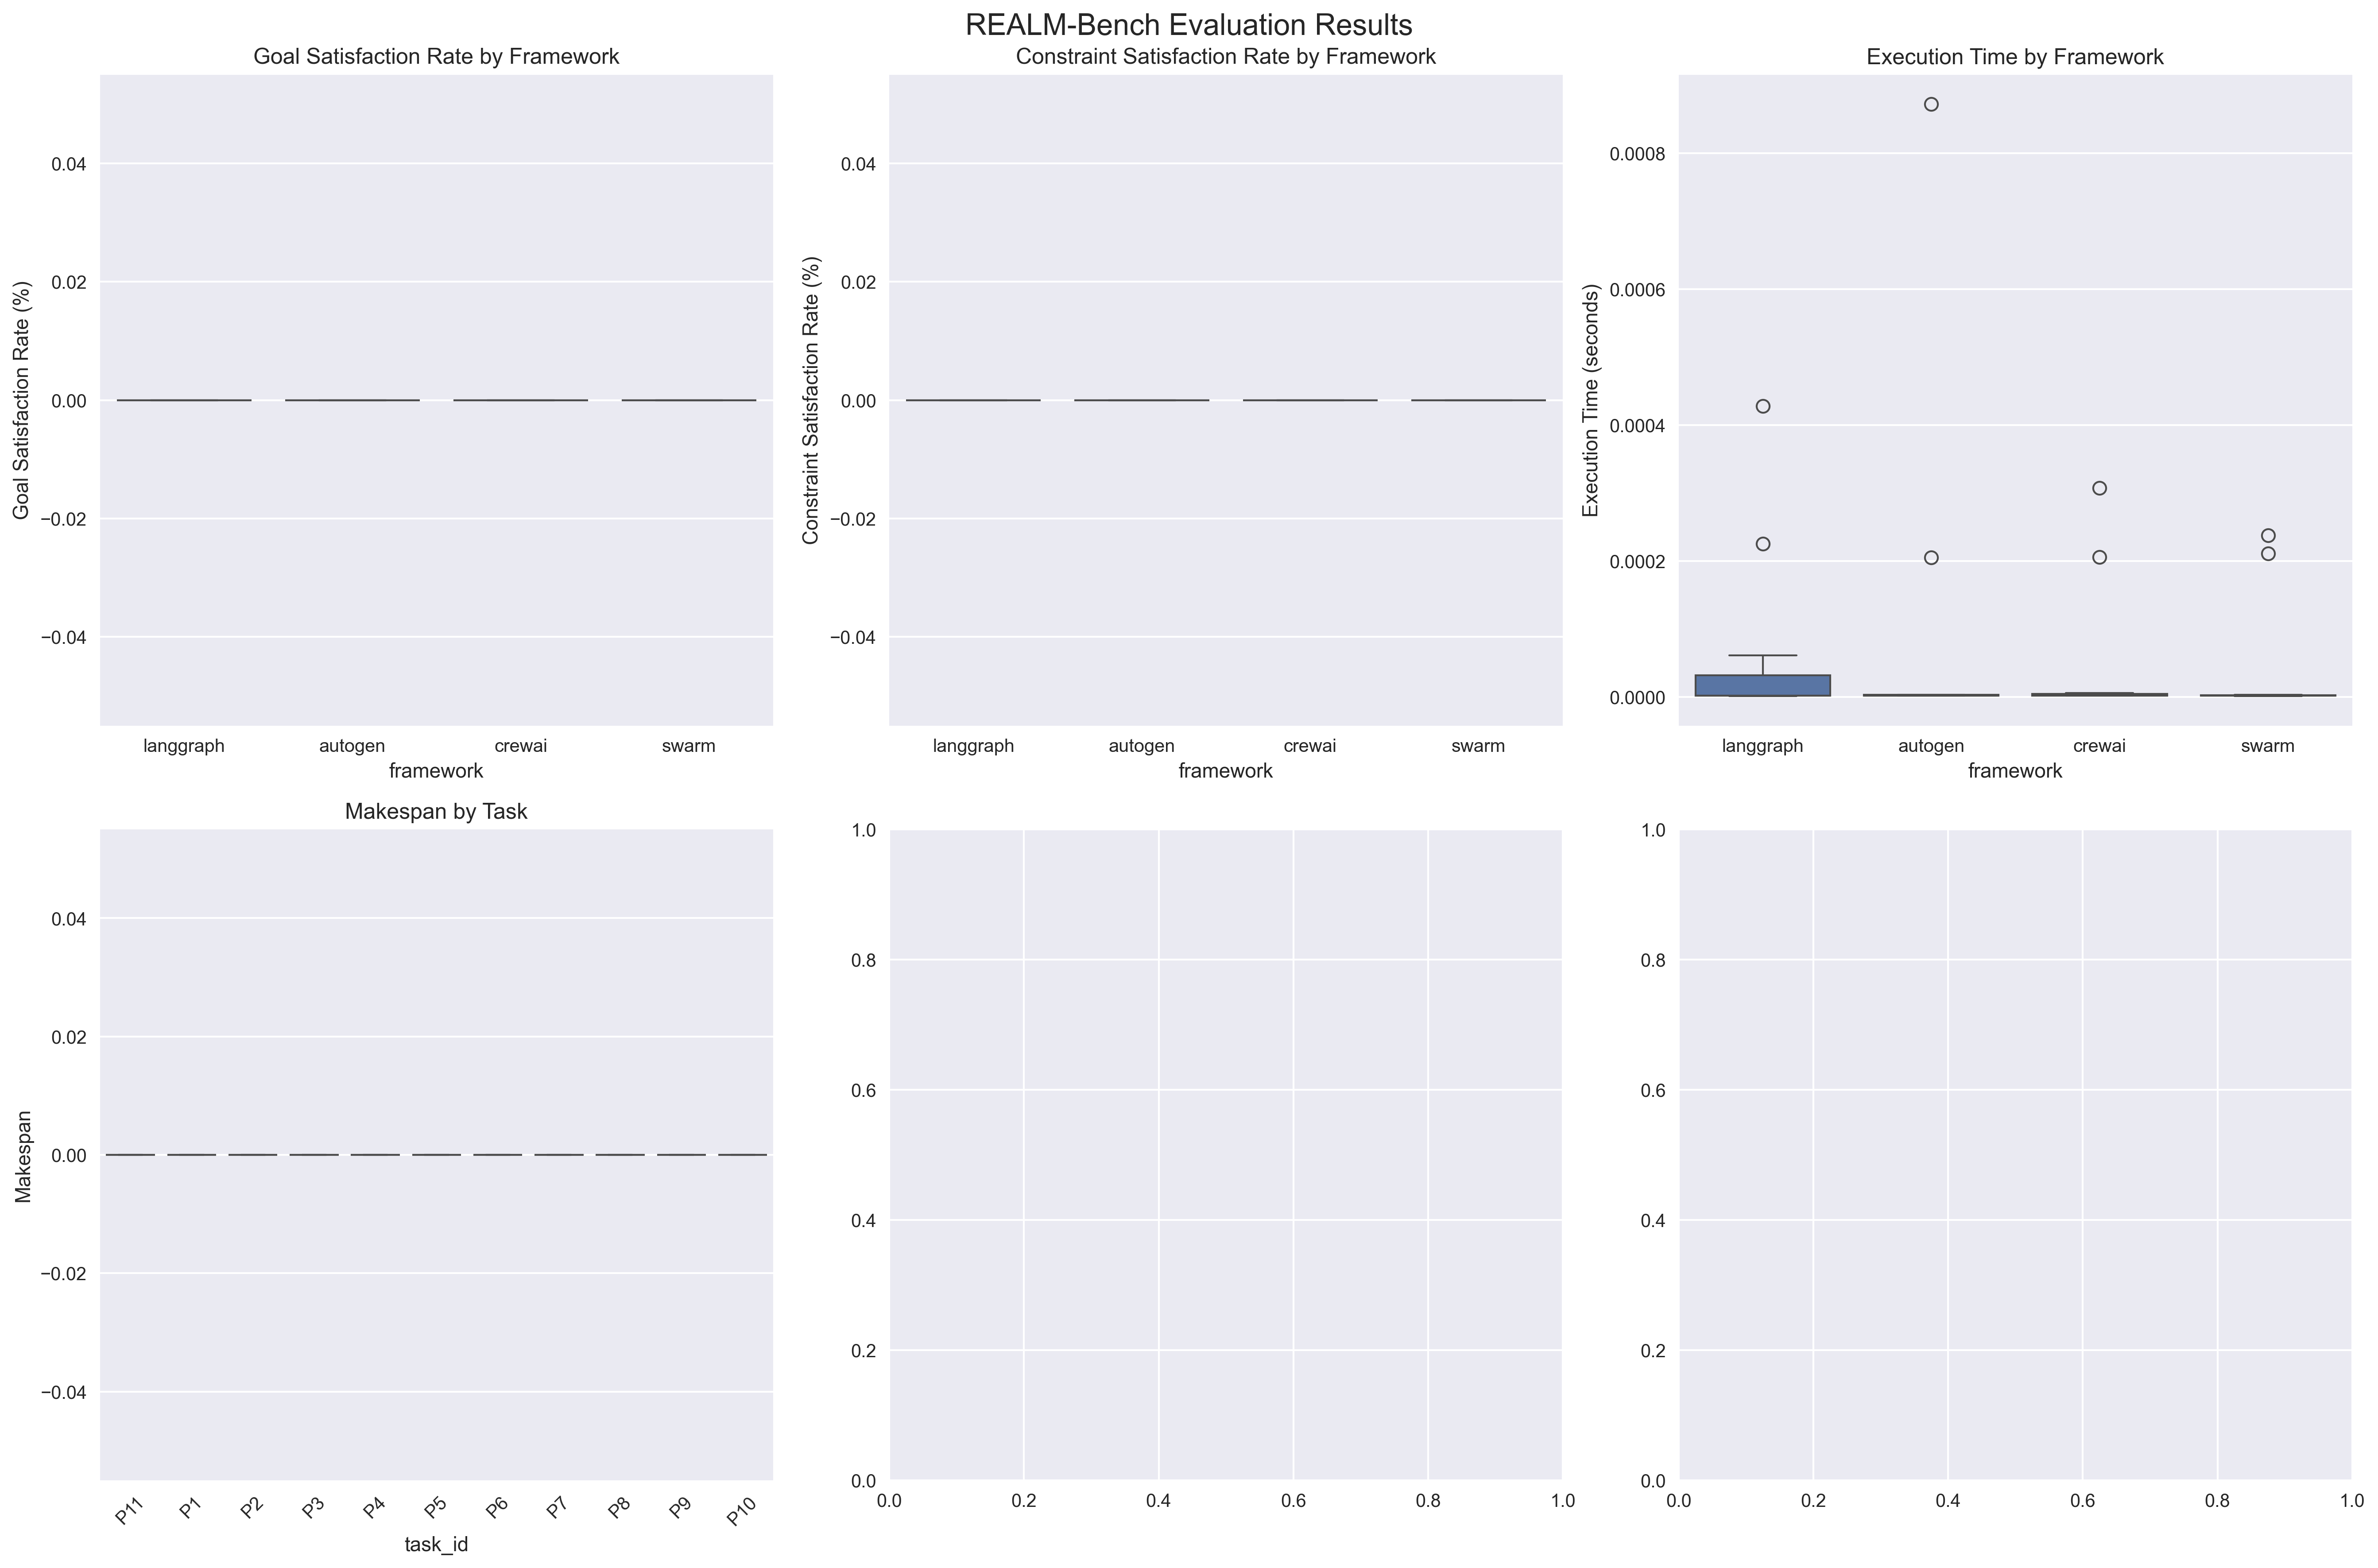 REALM-Bench Evaluation Results
Goal Satisfaction Rate by Framework
Goal Satisfaction Rate (%)
0.04
0.02
0.00
−0.02
−0.04
langgraph autogen crewai swarm
framework
Constraint Satisfaction Rate by Framework
Constraint Satisfaction Rate (%)
0.04
0.02
0.00
−0.02
−0.04
langgraph autogen crewai swarm
framework
Execution Time by Framework
Execution Time (seconds)
0.0008
0.0006
0.0004
0.0002
0.0000
langgraph autogen crewai swarm
framework
Makespan by Task
Makespan
0.04
0.02
0.00
−0.02
−0.04
P11 P1 P2 P3 P4 P5 P6 P7 P8 P9 P10
task_id
1.0
0.8
0.6
0.4
0.2
0.0
0.0 0.2 0.4 0.6 0.8 1.0
1.0
0.8
0.6
0.4
0.2
0.0
0.0 0.2 0.4 0.6 0.8 1.0